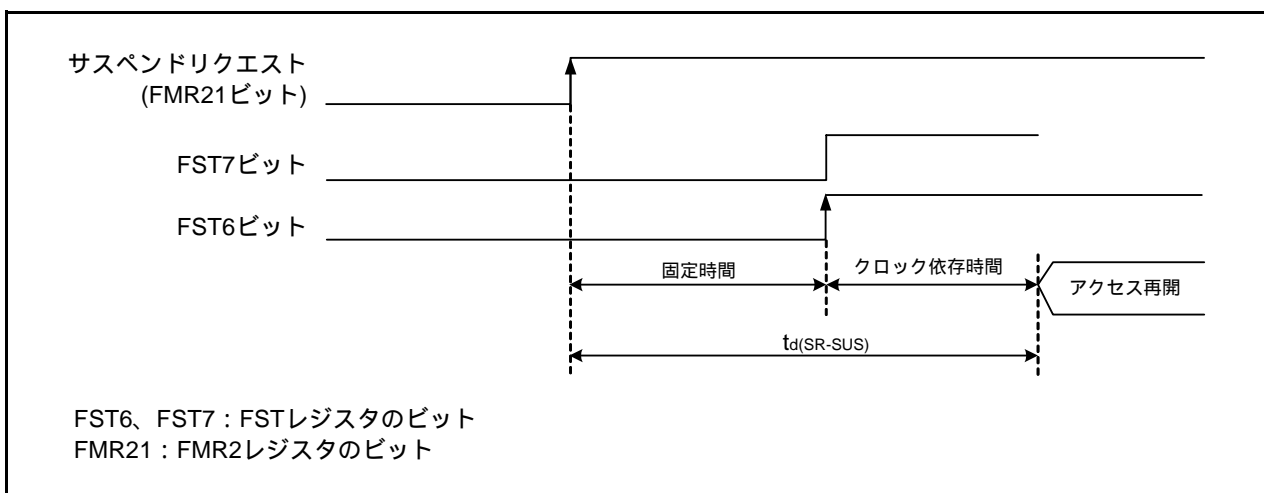 サスペンドリクエスト
(FMR21ビット)
FST7ビット
FST6ビット
固定時間
クロック依存時間
アクセス再開
td(SR-SUS)
FST6、FST7：FSTレジスタのビット
FMR21：FMR2レジスタのビット